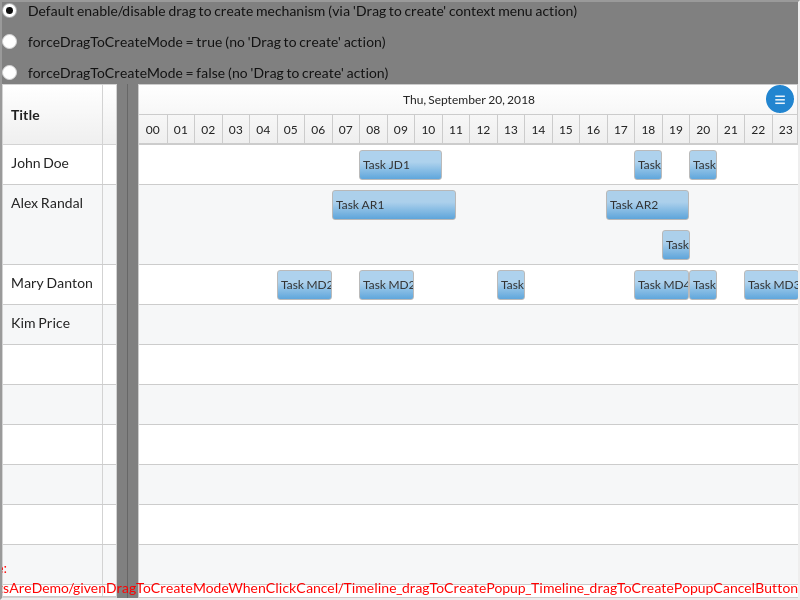 Default enable/disable drag to create mechanism (via 'Drag to create' context menu action)
forceDragToCreateMode = true (no 'Drag to create' action)
forceDragToCreateMode = false (no 'Drag to create' action)
Title
Thu, September 20, 2018
00 01 02 03 04 05 06 07 08 09 10 11 12 13 14 15 16 17 18 19 20 21 22 23
John Doe
Task JD1
Task
Task
Alex Randal
Task AR1
Task AR2
Task
Mary Danton
Task MD2
Task MD2
Task
Task MD4
Task
Task MD3
Kim Price
e:
sAreDemo/givenDragToCreateModeWhenClickCancel/Timeline_dragToCreatePopup_Timeline_dragToCreatePopupCancelButton